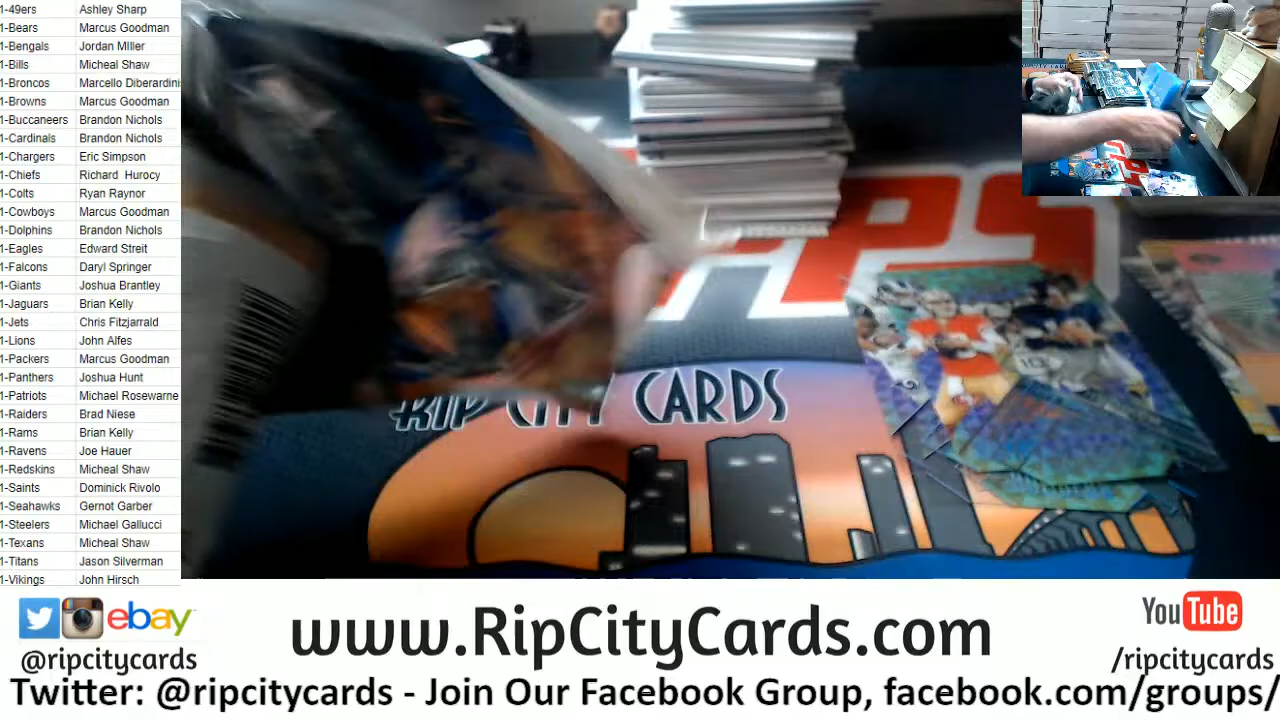 1-49ers Ashley Sharp
1-Bears Marcus Goodman
1-Bengals Jordan MIller
1-Bills Micheal Shaw
1-Broncos Marcello Diberardini
1-Browns Marcus Goodman
1-Buccaneers Brandon Nichols
1-Cardinals Brandon Nichols
1-Chargers Eric Simpson
1-Chiefs Richard Hurocy
1-Colts Ryan Raynor
1-Cowboys Marcus Goodman
1-Dolphins Brandon Nichols
1-Eagles Edward Streit
1-Falcons Daryl Springer
1-Giants Joshua Brantley
1-Jaguars Brian Kelly
1-Jets Chris Fitzjarrald
1-Lions John Alfes
1-Packers Marcus Goodman
1-Panthers Joshua Hunt
1-Patriots Michael Rosewarne
1-Raiders Brad Niese
1-Rams Brian Kelly
1-Ravens Joe Hauer
1-Redskins Micheal Shaw
1-Saints Dominick Rivolo
1-Seahawks Gernot Garber
1-Steelers Michael Gallucci
1-Texans Micheal Shaw
1-Titans Jason Silverman
1-Vikings John Hirsch
RIP CITY CARDS
ebay
@ripcitycards
www.RipCityCards.com
YouTube
/ripcitycards
Twitter: @ripcitycards - Join Our Facebook Group, facebook.com/groups/